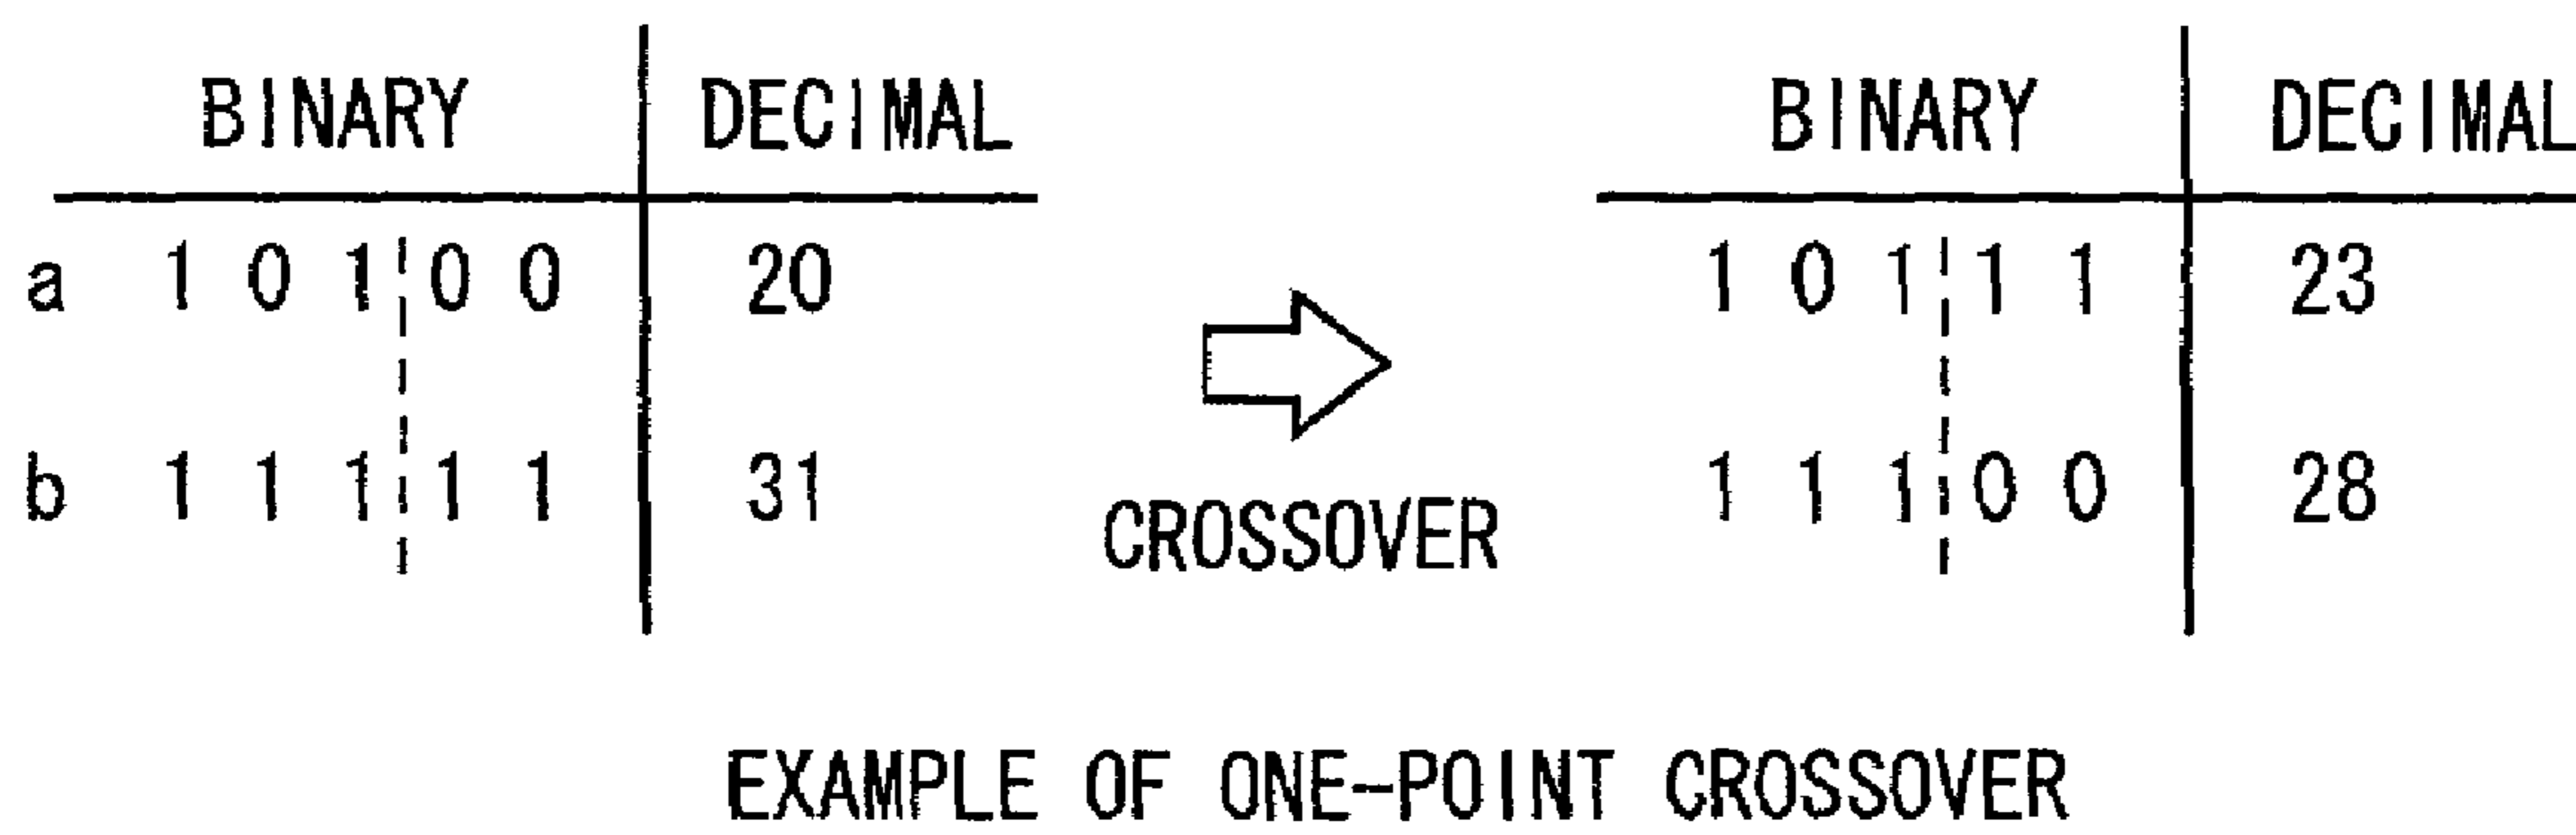 BINARY DECIMAL BINARY DECIMAL
a 1 0 1 0 0 20 1 0 1 1 1 23
b 1 1 1 1 1 31 1 1 1 0 0 28
CROSSOVER
EXAMPLE OF ONE-POINT CROSSOVER